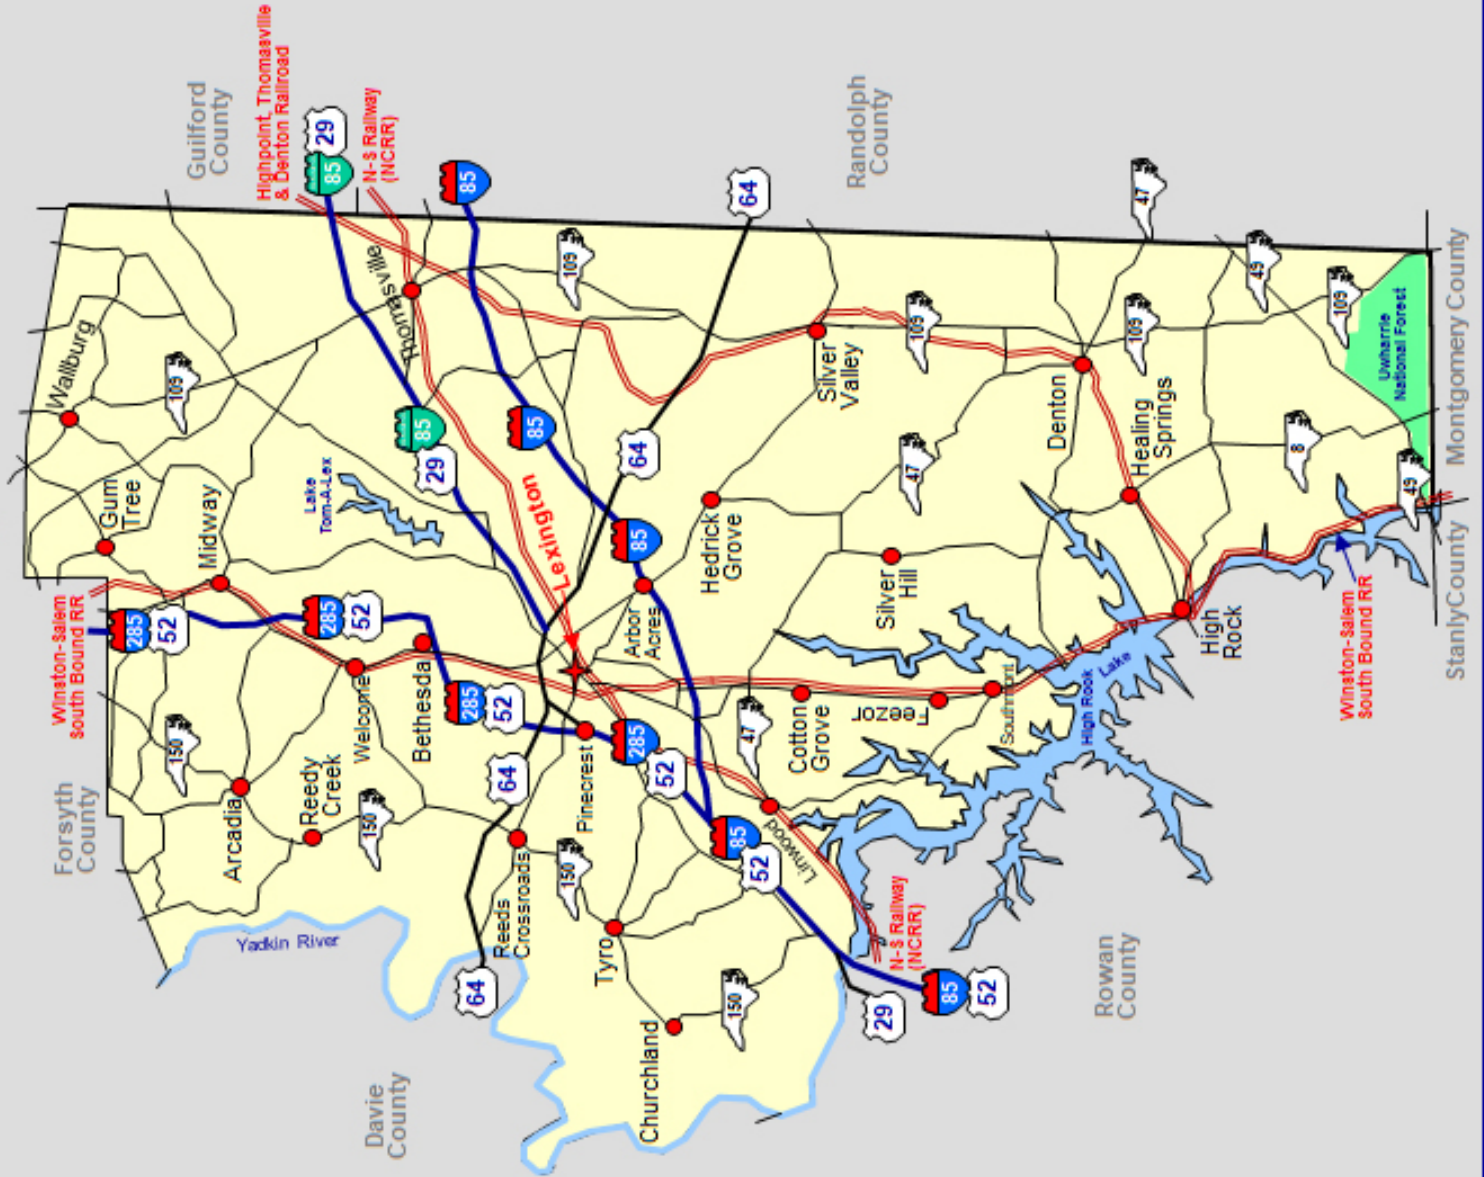 Forsyth
County
Winston-Salem
South Bound RR
Gum
Tree
Wallburg
285
52
150
Midway
109
Guilford
County
Arcadia
Yadkin River
Reedy
Creek
285
52
Lake
Tom-A-Lex
Highpoint, Thomasville
& Denton Railroad
85
29
N-S Railway
(NCRR)
Davie
County
150
Welcome
Bethesda
Thomasville
85
29
85
64
285
52
64
Reeds
Crossroads
Lexington
85
150
Pinecrest
109
Tyro
285
52
Arbor
Acres
85
64
Churchland
150
85
52
47
Hedrick
Grove
64
Linwood
Cotton
Grove
Silver
Valley
Randolph
County
29
N-S Railway
(NCRR)
Silver
Hill
47
109
Feezor
85
52
Southmont
Denton
High Rook
Lake
Rowan
County
Healing
Springs
109
47
High
Rock
49
8
109
Winston-Salem
South Bound RR
Uwharrie
National Forest
49
StanlyCounty
Montgomery County